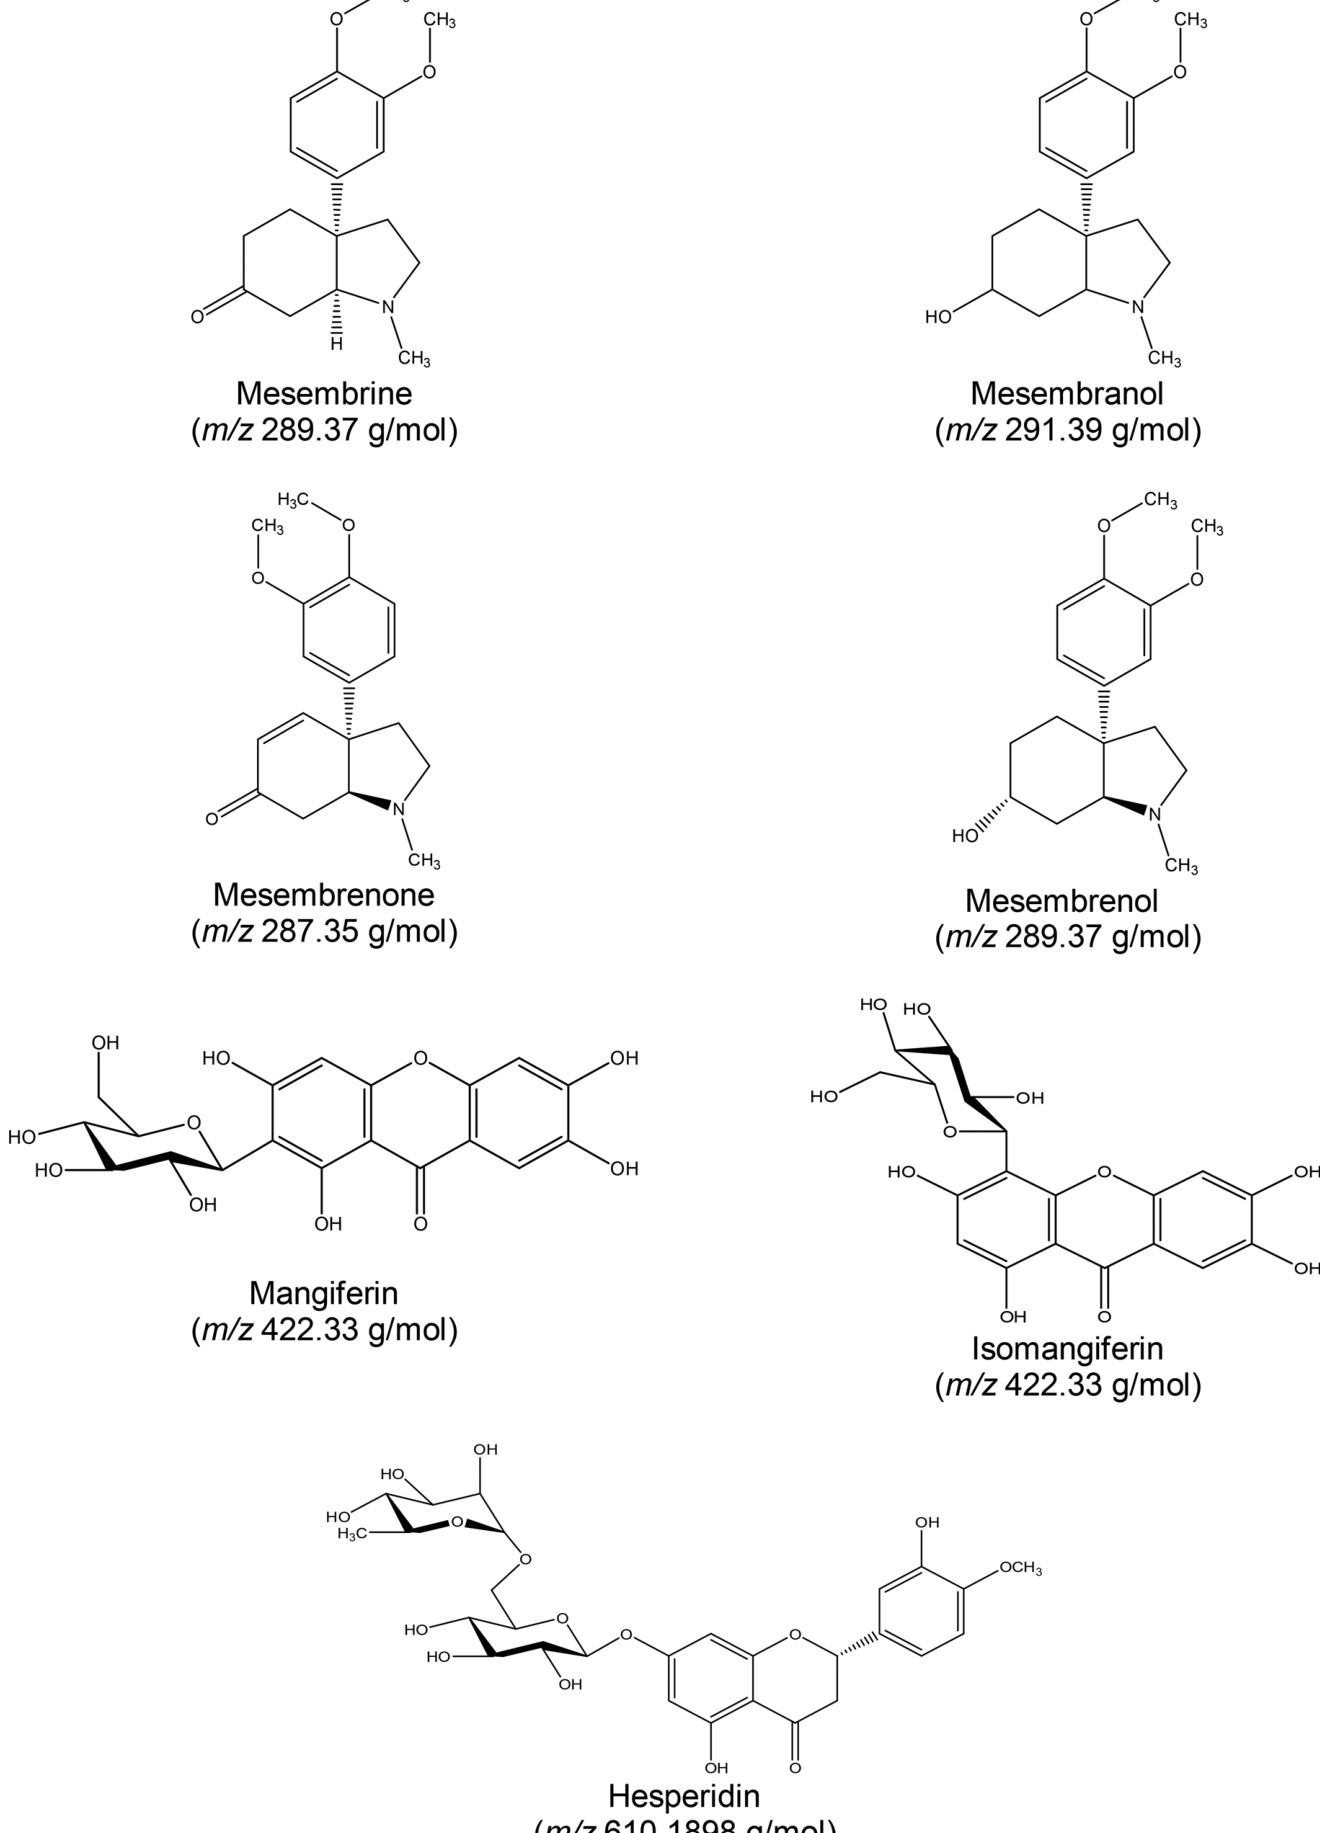 O CH₃
O
O
N
H
CH₃
Mesembrine
(m/z 289.37 g/mol)
O CH₃
O
HO
N
CH₃
Mesembranol
(m/z 291.39 g/mol)
H₃C
CH₃ O
O
O
N
CH₃
Mesembrenone
(m/z 287.35 g/mol)
CH₃
O CH₃
O
HO
N
CH₃
Mesembrenol
(m/z 289.37 g/mol)
OH
HO O OH
HO O
HO OH
OH
OH O
Mangiferin
(m/z 422.33 g/mol)
HO HO
HO OH
O
HO O OH
OH
OH O
Isomangiferin
(m/z 422.33 g/mol)
OH
HO
HO O
H₃C
O
OH
OCH₃
HO O O O
HO
OH
OH O
Hesperidin
(m/z 610.1898 g/mol)